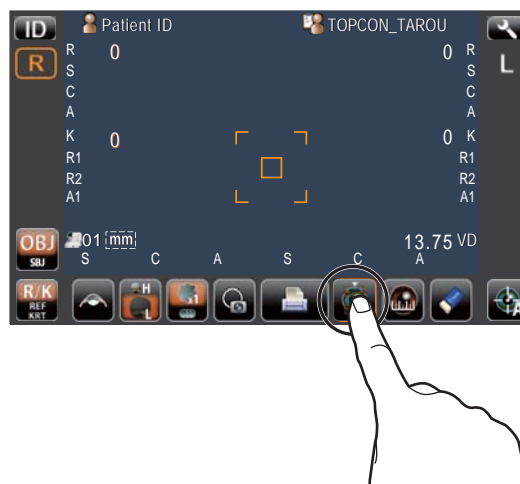 ID Patient ID TOPCON_TAROU
R R 0 0 R L
S S
C C
A A
K 0 0 K
R1 R1
R2 R2
A1 A1
OBJ 01 mm 13.75 VD
SBJ S C A S C A
R/K H
REF L i A
KRT